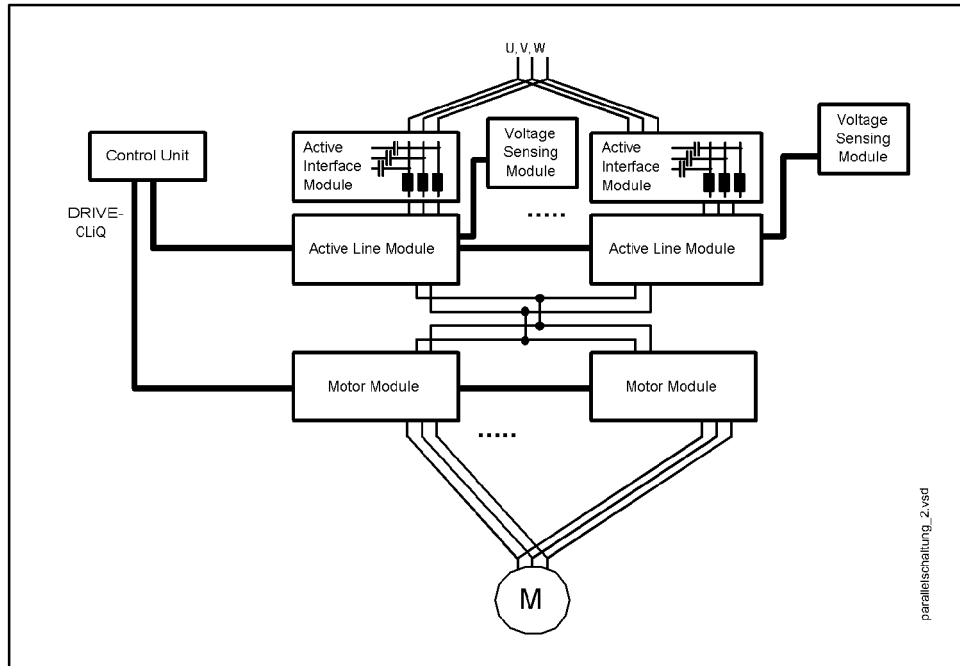 U, V, W
Control Unit
DRIVE-
CLiQ
Active
Interface
Module
Voltage
Sensing
Module
Active
Interface
Module
Voltage
Sensing
Module
.....
Active Line Module
Active Line Module
Motor Module
Motor Module
.....
M
parallelschaltung_2.vsd